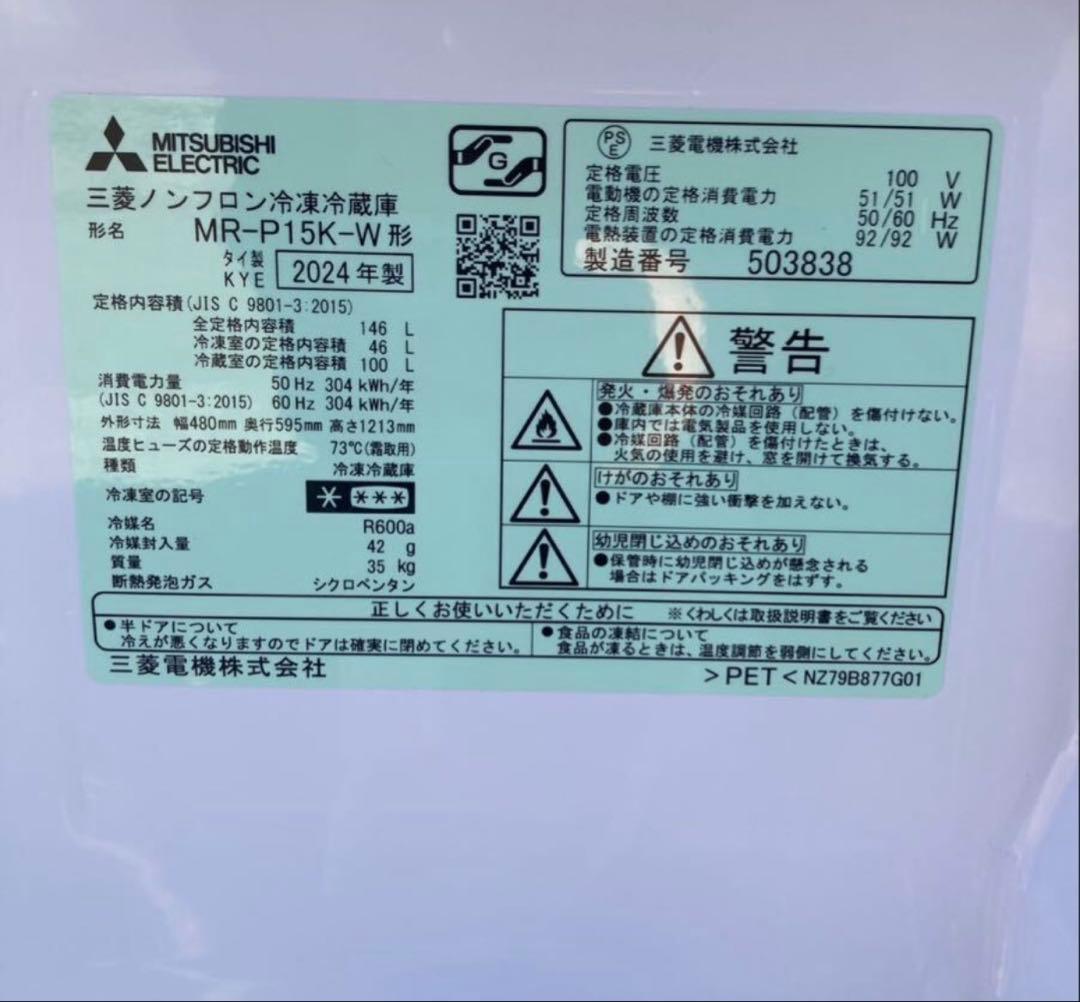 MITSUBISHI
ELECTRIC
三菱ノンフロン冷凍冷蔵庫
形名 MR-P15K-W形
タイ製
KYE 2024年製
定格内容積(JIS C 9801-3:2015)
全定格内容積 146 L
冷凍室の定格内容積 46 L
冷蔵室の定格内容積 100 L
消費電力量 50Hz 304kWh/年
(JIS C 9801-3:2015) 60Hz 304kWh/年
外形寸法 幅480mm 奥行595mm 高さ1213mm
温度ヒューズの定格動作温度 73℃(霜取用)
種類 冷凍冷蔵庫
冷凍室の記号 * ***
冷媒名 R600a
冷媒封入量 42 g
質量 35 kg
断熱発泡ガス シクロペンタン
G
PSE 三菱電機株式会社
定格電圧 100 V
電動機の定格消費電力 51/51 W
定格周波数 50/60 Hz
電熱装置の定格消費電力 92/92 W
製造番号 503838
警告
発火・爆発のおそれあり
●冷蔵庫本体の冷媒回路(配管)を傷付けない。
●庫内では電気製品を使用しない。
●冷媒回路(配管)を傷付けたときは、
火気の使用を避け、窓を開けて換気する。
けがのおそれあり
●ドアや棚に強い衝撃を加えない。
幼児閉じ込めのおそれあり
●保管時に幼児閉じ込めが懸念される
場合はドアパッキングをはずす。
正しくお使いいただくために ※くわしくは取扱説明書をご覧ください
●半ドアについて
冷えが悪くなりますのでドアは確実に閉めてください。
●食品の凍結について
食品が凍るときは、温度調節を弱側にしてください。
三菱電機株式会社
>PET< NZ79B877G01